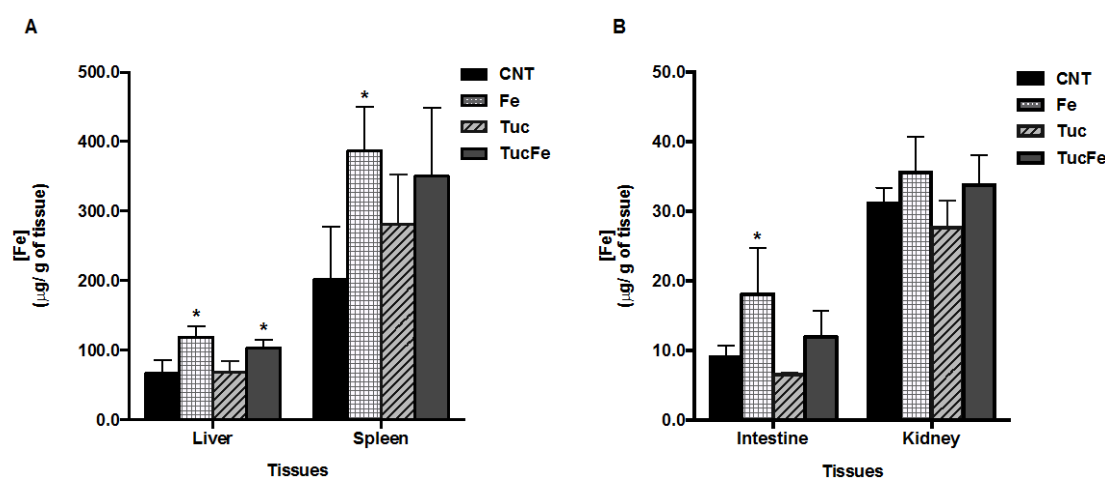 A
[Fe]
(µg/ g of tissue)
500.0
400.0
300.0
200.0
100.0
0.0
*
*
*
Liver
Spleen
Tissues
CNT
Fe
Tuc
TucFe
B
[Fe]
(µg/ g of tissue)
50.0
40.0
30.0
20.0
10.0
0.0
*
Intestine
Kidney
Tissues
CNT
Fe
Tuc
TucFe